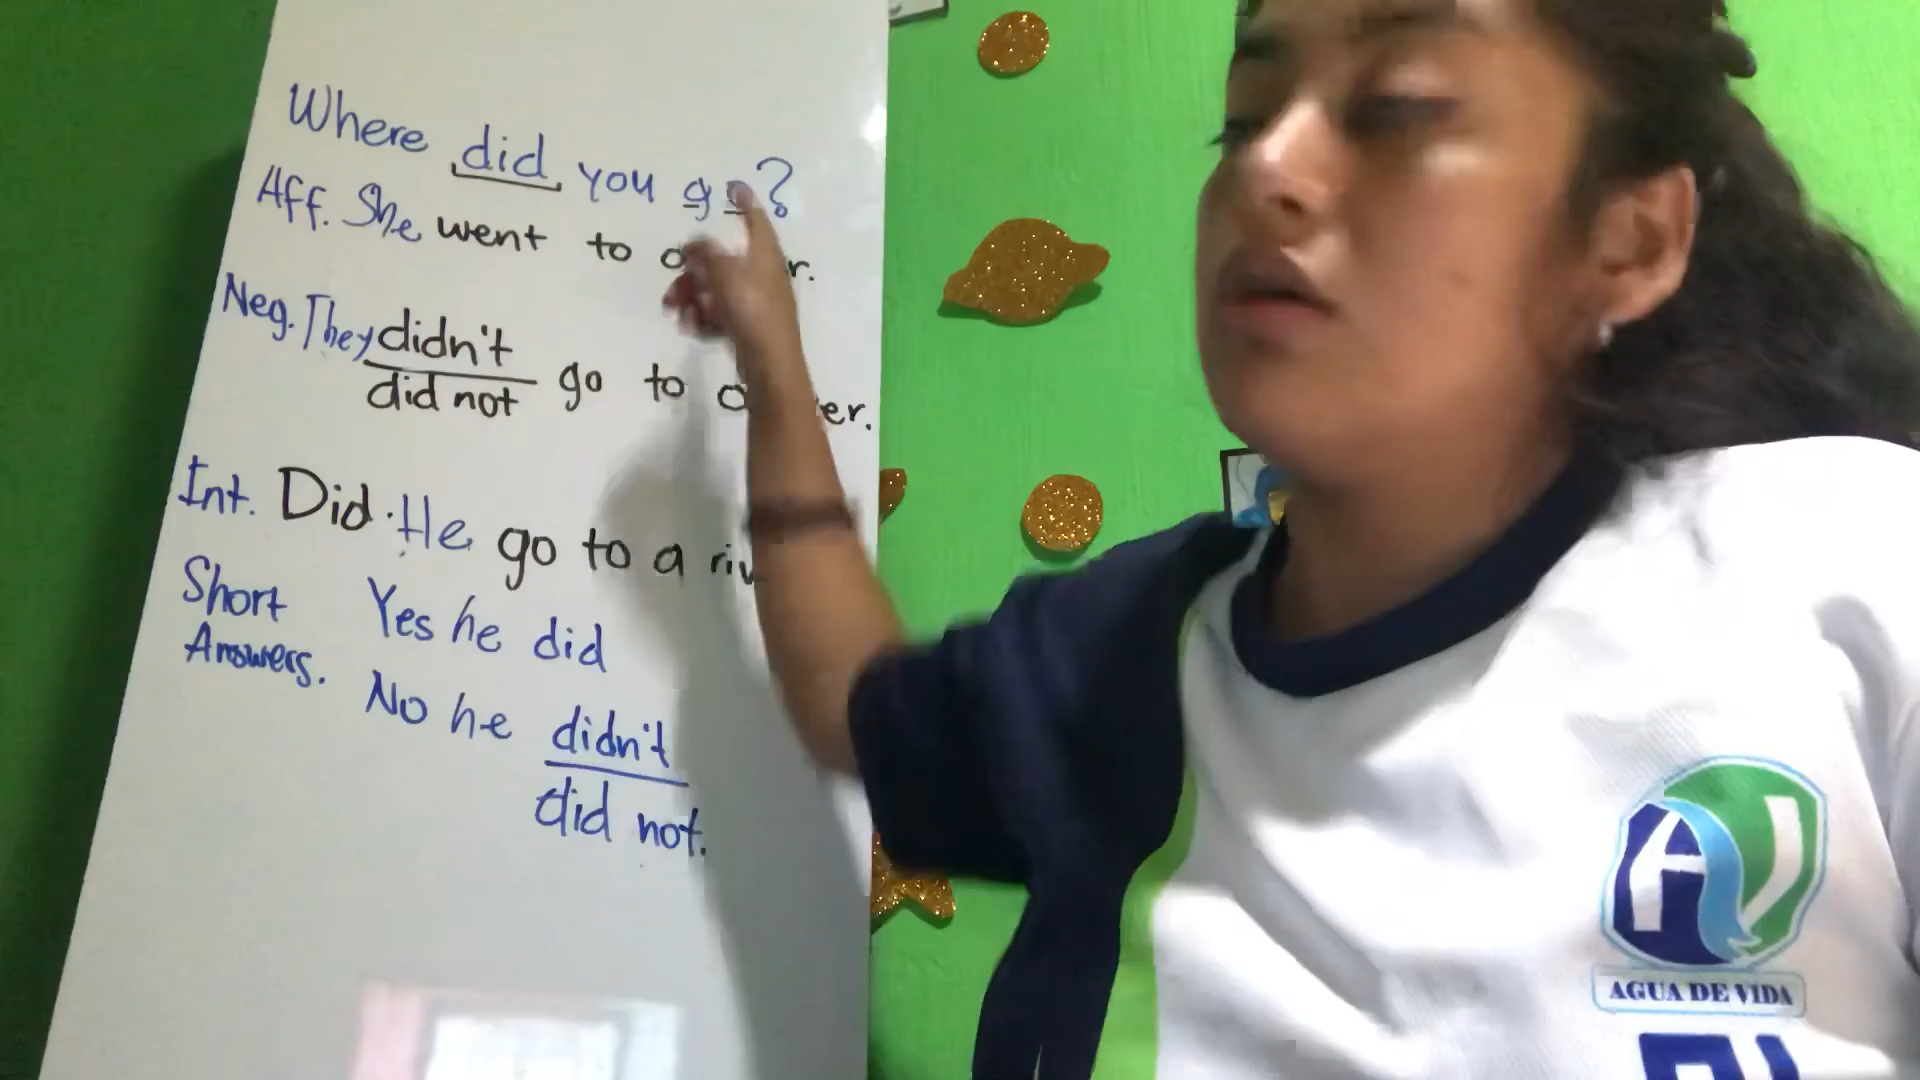 Where did you go?
Aff. She went to
Neg. They didn't
did not go to
Int. Did He go to a
Short Answers.
Yes he did
No he didn't
did not.
AGUA DE VIDA